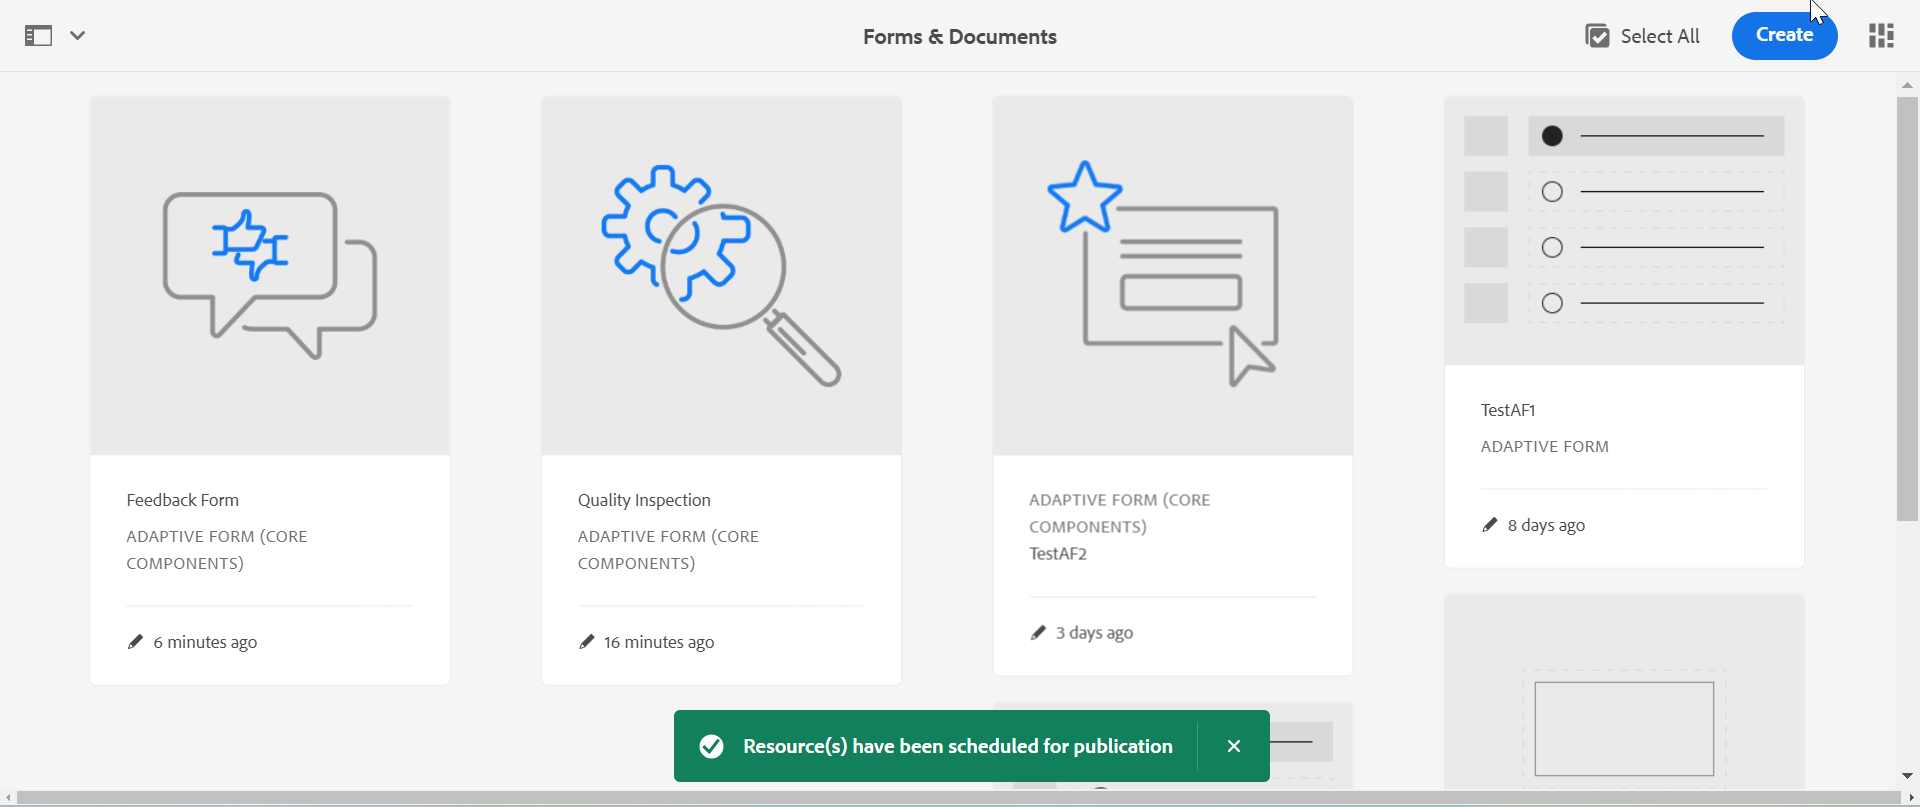 Forms & Documents
Select All
Create
Feedback Form
ADAPTIVE FORM (CORE
COMPONENTS)
6 minutes ago
Quality Inspection
ADAPTIVE FORM (CORE
COMPONENTS)
16 minutes ago
ADAPTIVE FORM (CORE
COMPONENTS)
TestAF2
3 days ago
TestAF1
ADAPTIVE FORM
8 days ago
Resource(s) have been scheduled for publication